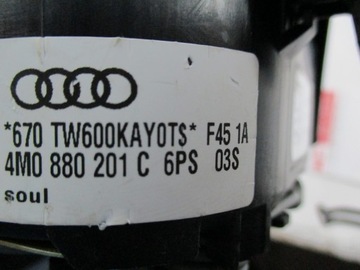 *670 TW600KAY0TS* F45 1A
4M0 880 201 C 6PS 03S
soul